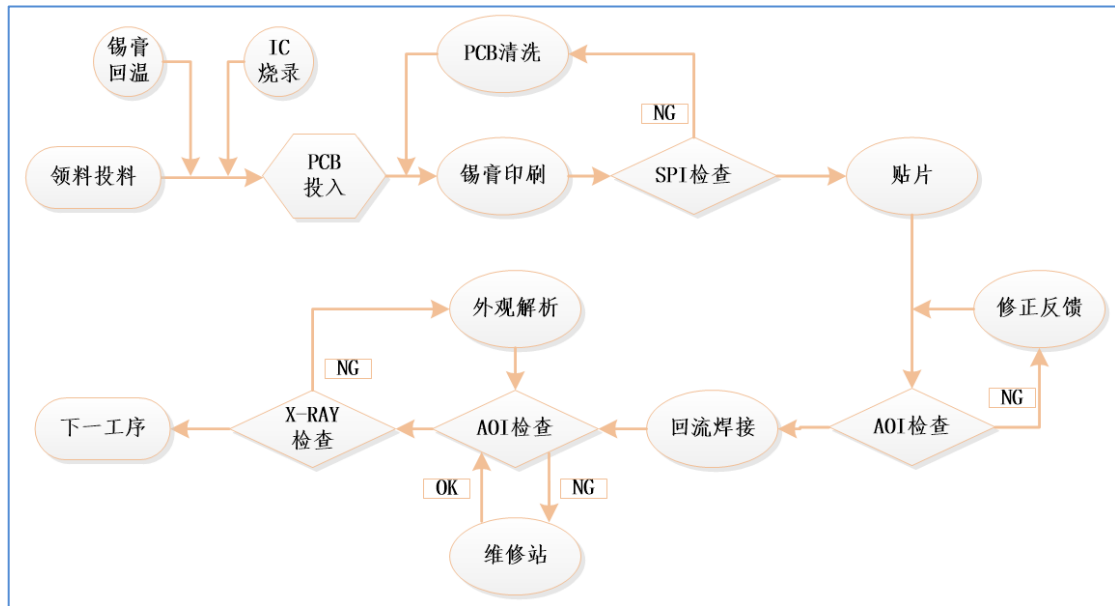 锡膏
回温
IC
烧录
PCB清洗
NG
领料投料
PCB
投入
锡膏印刷
SPI检查
贴片
外观解析
修正反馈
NG
NG
下一工序
X-RAY
检查
AOI检查
回流焊接
AOI检查
OK
NG
维修站